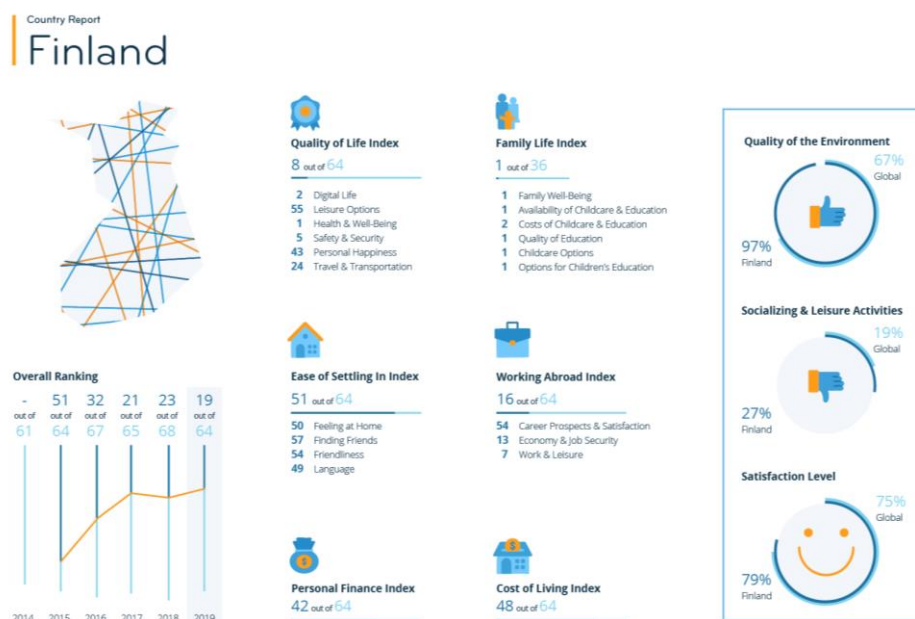 Country Report
Finland
Quality of Life Index
8 out of 64
2 Digital Life
55 Leisure Options
1 Health & Well-Being
5 Safety & Security
43 Personal Happiness
24 Travel & Transportation
Family Life Index
1 out of 36
1 Family Well-Being
1 Availability of Childcare & Education
2 Costs of Childcare & Education
1 Quality of Education
1 Childcare Options
1 Options for Children's Education
Quality of the Environment
67%
Global
97%
Finland
Overall Ranking
- 51 32 21 23 19
out of out of out of out of out of out of
61 64 67 65 68 64
2014 2015 2016 2017 2018 2019
Ease of Settling In Index
51 out of 64
50 Feeling at Home
57 Finding Friends
54 Friendliness
49 Language
Working Abroad Index
16 out of 64
54 Career Prospects & Satisfaction
13 Economy & Job Security
7 Work & Leisure
Socializing & Leisure Activities
19%
Global
27%
Finland
Personal Finance Index
42 out of 64
Cost of Living Index
48 out of 64
Satisfaction Level
75%
Global
79%
Finland